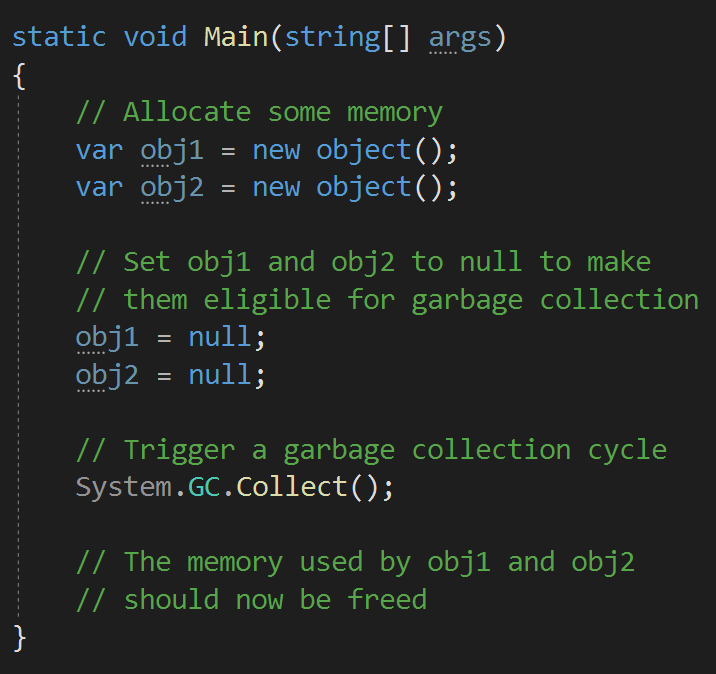 static void Main(string[] args)
{
    // Allocate some memory
    var obj1 = new object();
    var obj2 = new object();

    // Set obj1 and obj2 to null to make
    // them eligible for garbage collection
    obj1 = null;
    obj2 = null;

    // Trigger a garbage collection cycle
    System.GC.Collect();

    // The memory used by obj1 and obj2
    // should now be freed
}